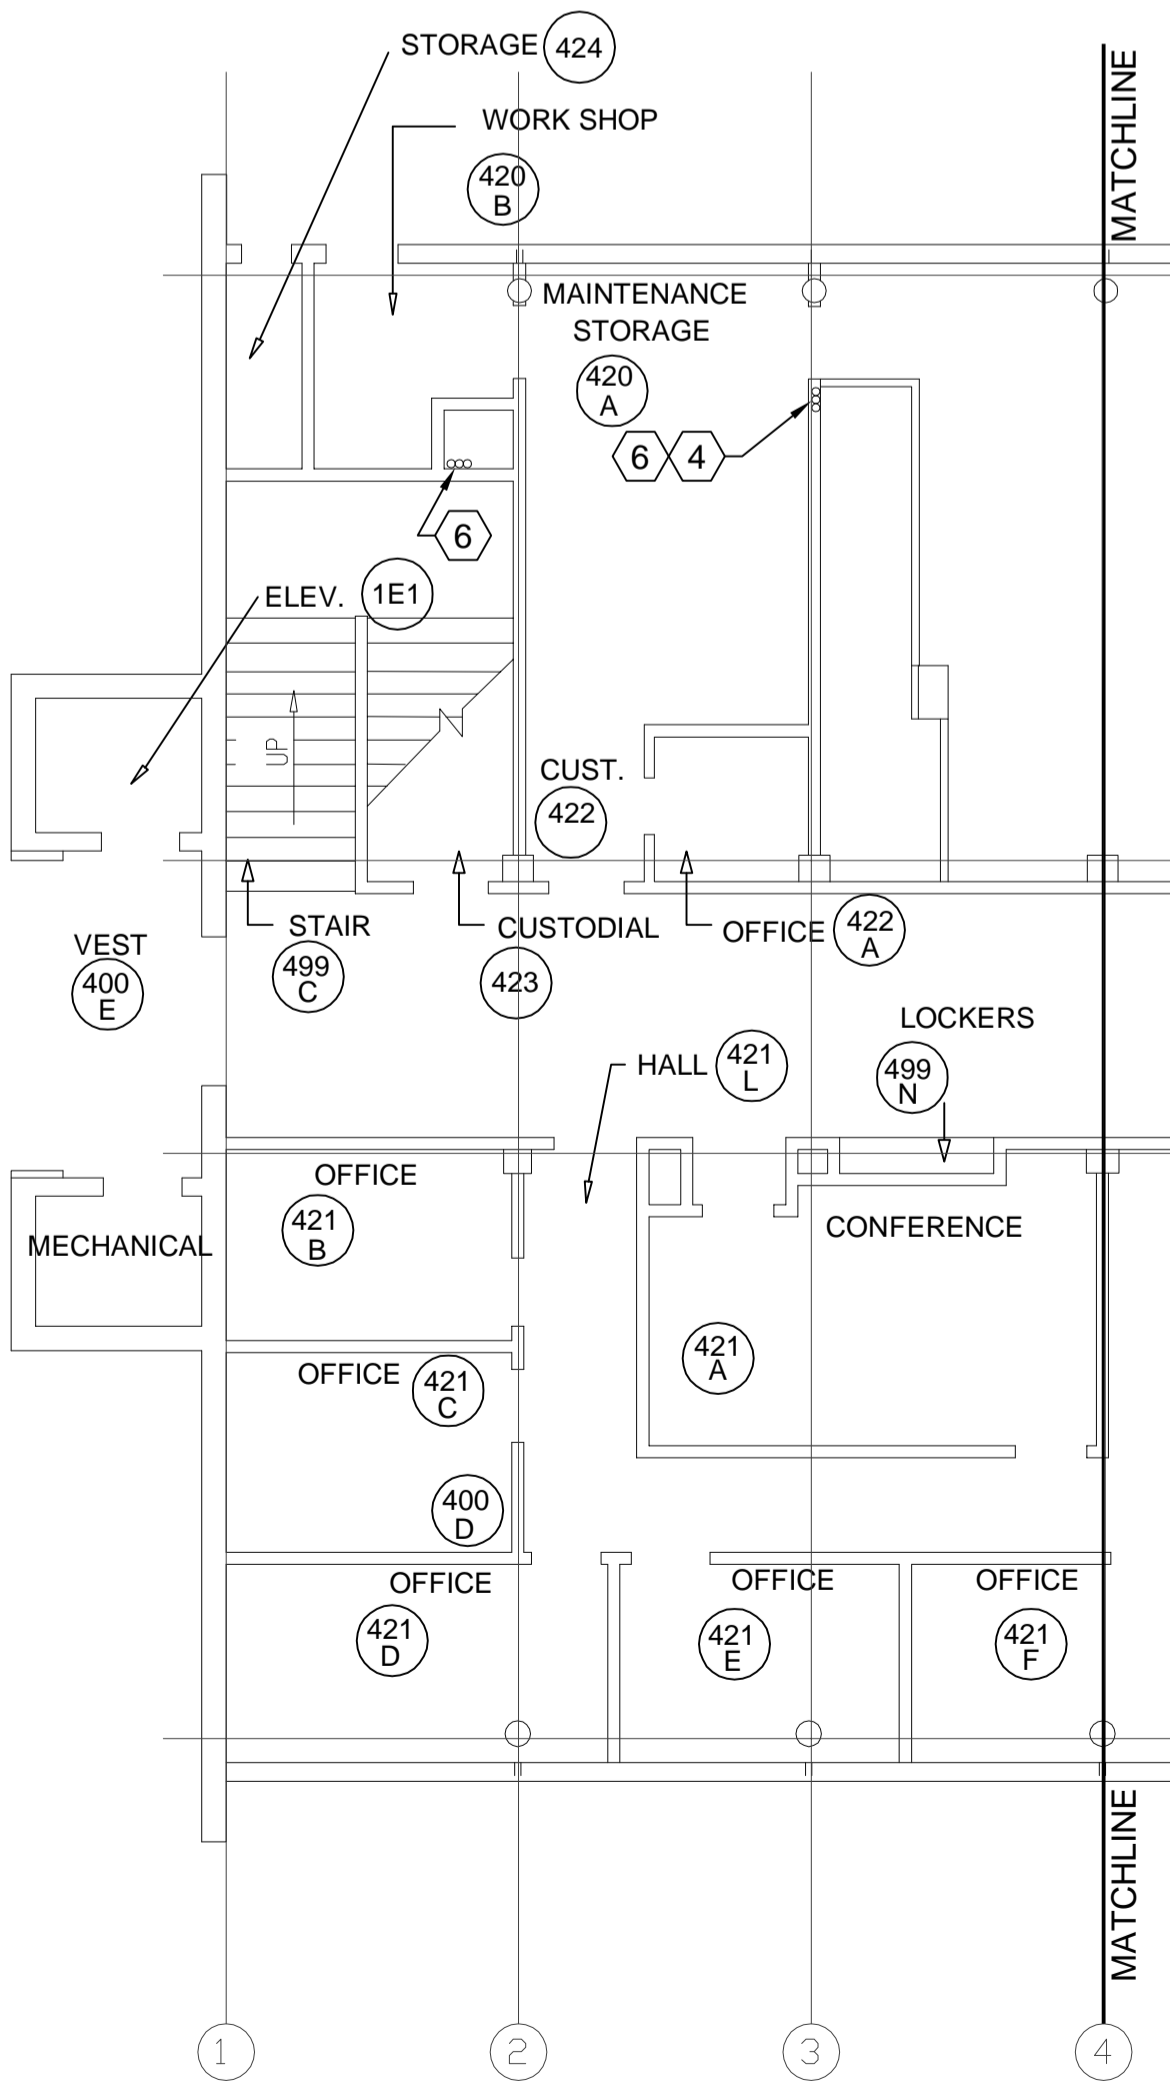 STORAGE 424
MATCHLINE
WORK SHOP
420
B
MAINTENANCE
STORAGE
420
A
6 4
6
ELEV. 1E1
UP
CUST.
422
STAIR
499
C
CUSTODIAL
423
OFFICE 422
A
VEST
400
E
LOCKERS
499
N
HALL 421
L
OFFICE
421
B
CONFERENCE
MECHANICAL
421
A
OFFICE 421
C
400
D
OFFICE
421
D
OFFICE
421
E
OFFICE
421
F
MATCHLINE
1 2 3 4